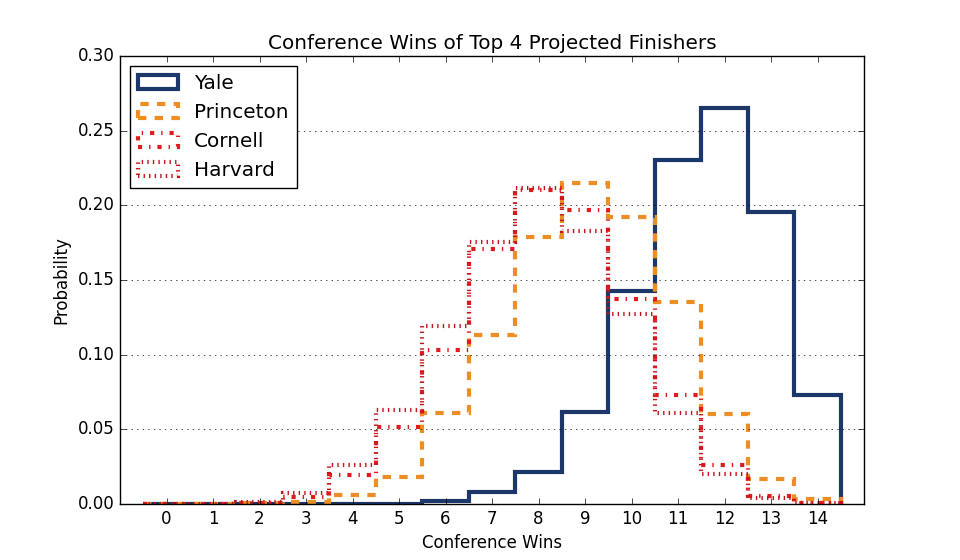 Conference Wins of Top 4 Projected Finishers
0.30
0.25
0.20
0.15
0.10
0.05
0.00
Probability
Yale
Princeton
Cornell
Harvard
0 1 2 3 4 5 6 7 8 9 10 11 12 13 14
Conference Wins